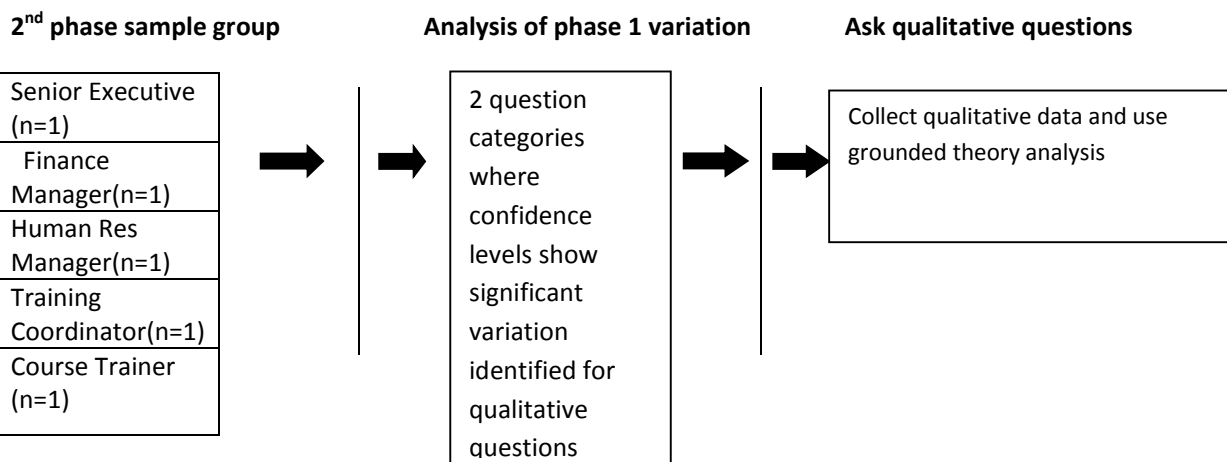 2nd phase sample group
Analysis of phase 1 variation
Ask qualitative questions
Senior Executive
(n=1)
Finance
Manager(n=1)
Human Res
Manager(n=1)
Training
Coordinator(n=1)
Course Trainer
(n=1)
2 question
categories
where
confidence
levels show
significant
variation
identified for
qualitative
questions
Collect qualitative data and use
grounded theory analysis